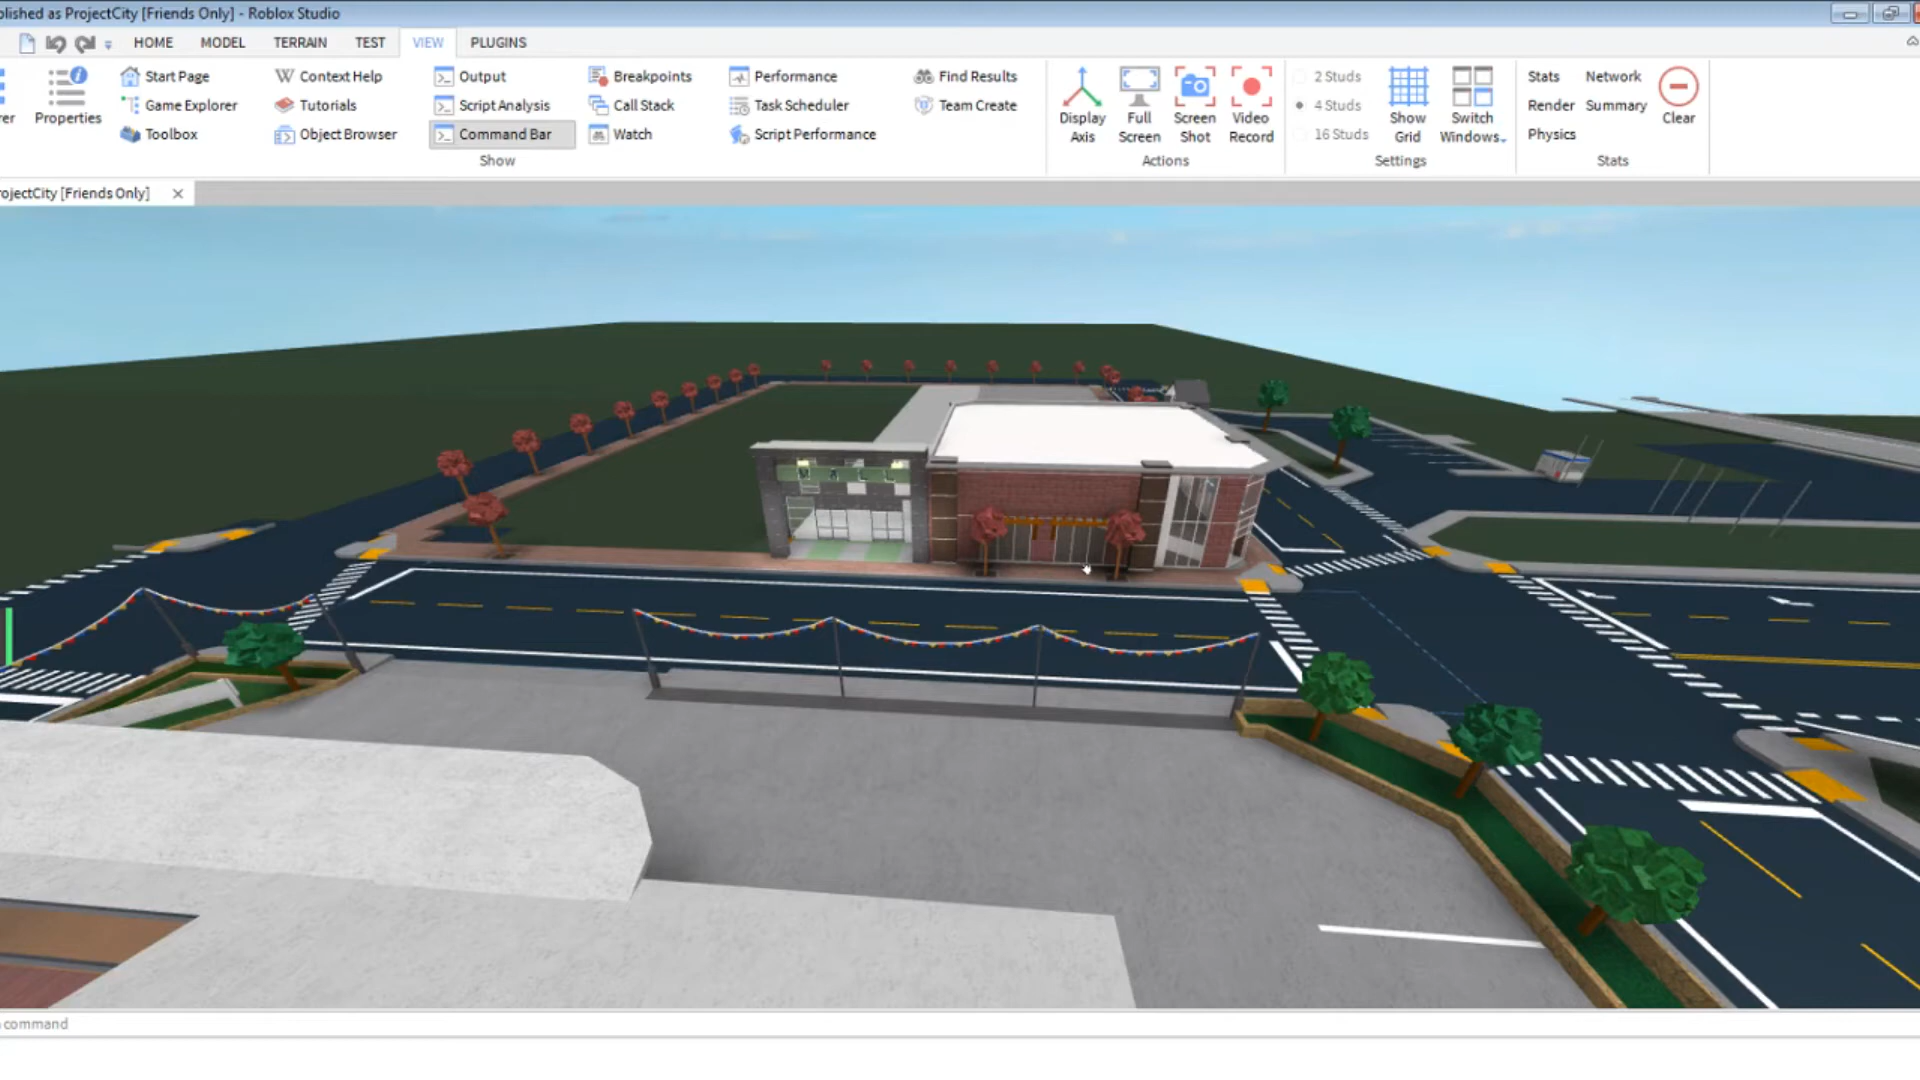 blished as ProjectCity [Friends Only] - Roblox Studio
HOME MODEL TERRAIN TEST VIEW PLUGINS
rer
Properties
Start Page
Game Explorer
Toolbox
Context Help
Tutorials
Object Browser
Output
Script Analysis
Command Bar
Breakpoints
Call Stack
Watch
Performance
Task Scheduler
Script Performance
Find Results
Team Create
Show
Display Axis
Full Screen
Screen Shot
Video Record
Actions
2 Studs
4 Studs
16 Studs
Show Grid
Switch Windows
Settings
Stats Network
Render Summary
Physics
Clear
Stats
rojectCity [Friends Only]
command